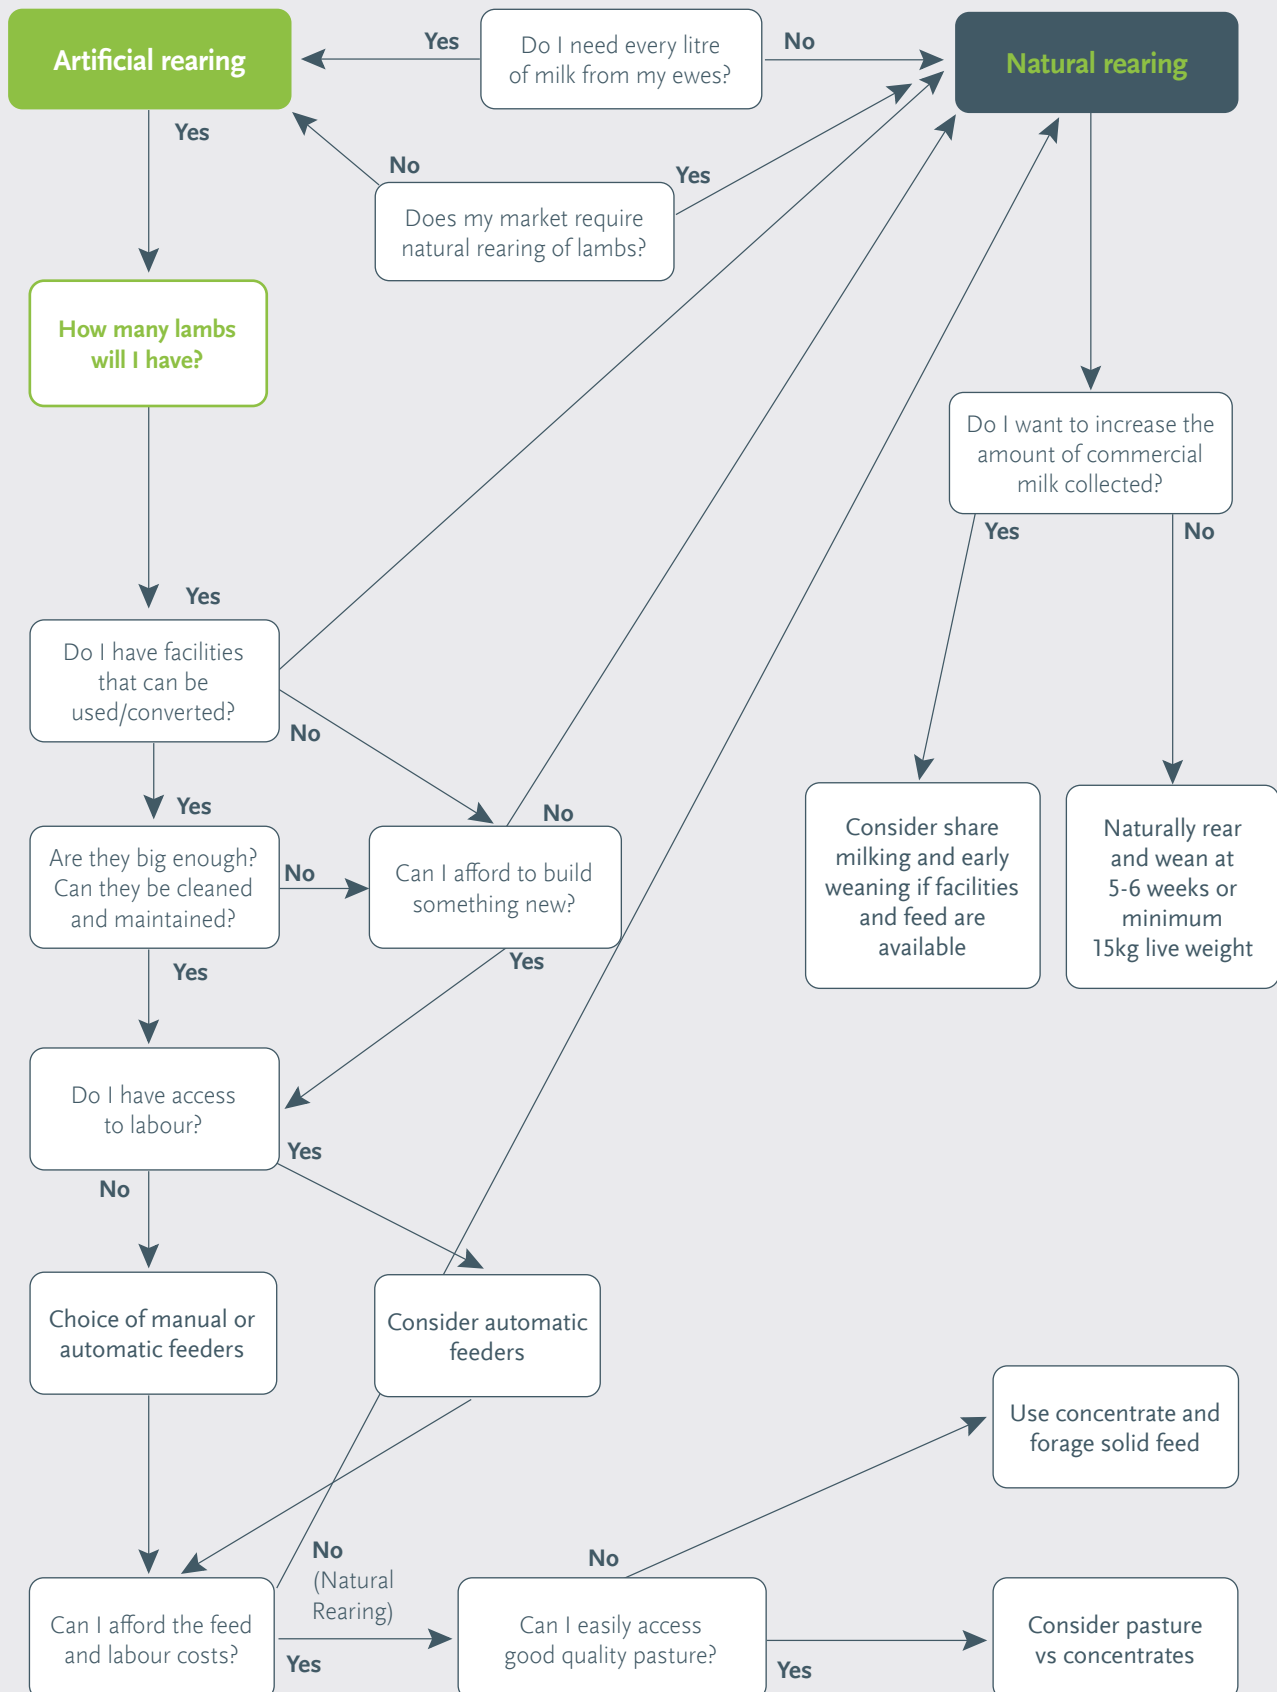 Artificial rearing
Yes
Do I need every litre
of milk from my ewes?
No
Natural rearing
Yes
No
Does my market require
natural rearing of lambs?
Yes
How many lambs
will I have?
Do I want to increase the
amount of commercial
milk collected?
Yes
No
Yes
Do I have facilities
that can be
used/converted?
No
Yes
Are they big enough?
Can they be cleaned
and maintained?
No
No
Can I afford to build
something new?
Consider share
milking and early
weaning if facilities
and feed are
available
Naturally rear
and wean at
5-6 weeks or
minimum
15kg live weight
Yes
Yes
Do I have access
to labour?
Yes
No
Choice of manual or
automatic feeders
Consider automatic
feeders
Use concentrate and
forage solid feed
No
(Natural
Rearing)
No
Can I afford the feed
and labour costs?
Yes
Can I easily access
good quality pasture?
Yes
Consider pasture
vs concentrates